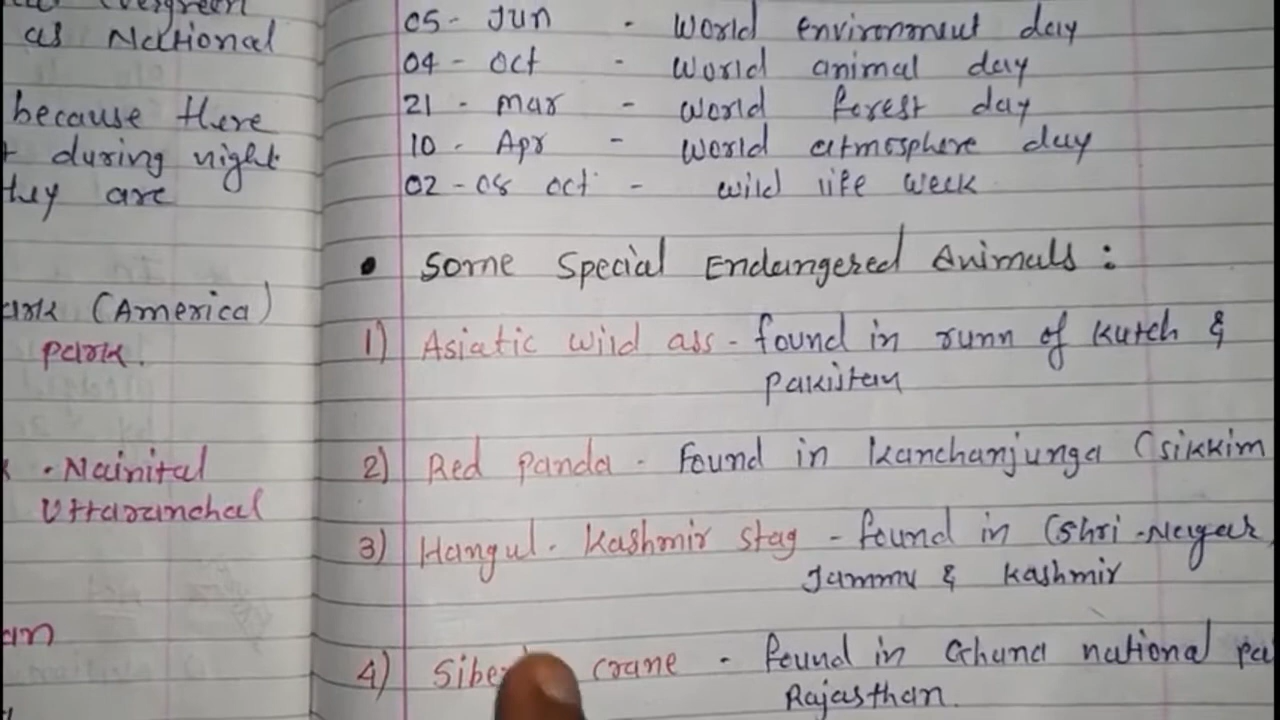 Evergreen
as National
because there
during night
they are
(America)
park.
• Nainital
Uttaranchal
05 - Jun - World environment day
04 - Oct - World animal day
21 - Mar - World forest day
10 - Apr - World atmosphere day
02 - 08 Oct - wild life week
• Some Special Endangered Animals :
1) Asiatic wild ass - found in runn of kutch &
Pakistan
2) Red panda - Found in Kanchanjunga (sikkim
3) Hangul - Kashmir stag - found in (Shri-Nagar
Jammu & Kashmir
4) crane - found in Ghana national pa
Rajasthan.